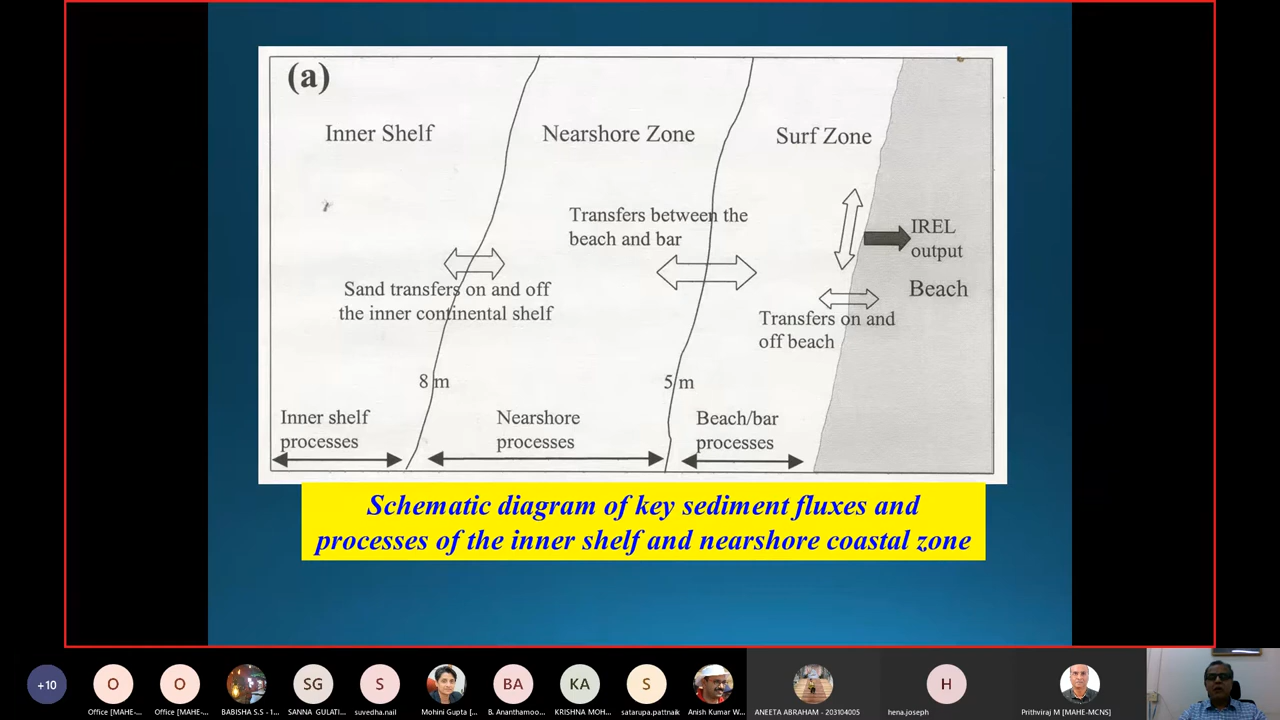 (a)
Inner Shelf
Nearshore Zone
Surf Zone
Transfers between the
beach and bar
IREL
output
Sand transfers on and off
the inner continental shelf
Beach
Transfers on and
off beach
8 m
5 m
Inner shelf
processes
Nearshore
processes
Beach/bar
processes
Schematic diagram of key sediment fluxes and
processes of the inner shelf and nearshore coastal zone
+10
O
O
SG
S
BA
KA
S
H
Office [MAHE-...
Office [MAHE-...
BABISHA S.S - 1...
SANNA GULATI...
suvedha.nail
Mohini Gupta [...
B. Ananthamoo...
KRISHNA MOH...
satarupa.pattnaik
Anish Kumar W...
ANEETA ABRAHAM - 203104005
hena.joseph
Prithviraj M [MAHE-MCNS]